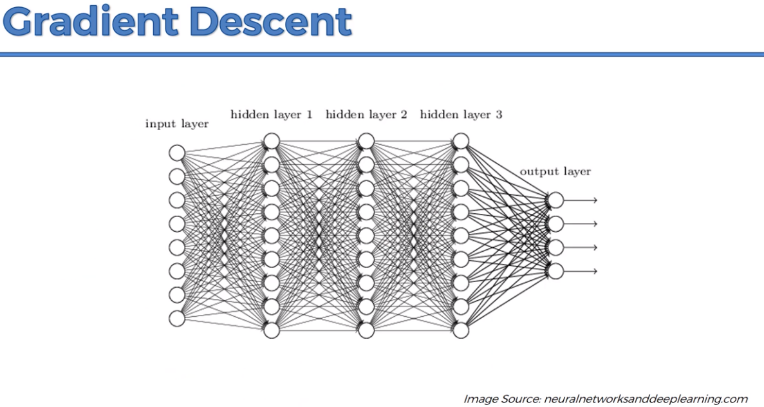 Gradient Descent
hidden layer 1 hidden layer 2 hidden layer 3
input layer
output layer
Image Source: neuralnetworksanddeeplearning.com